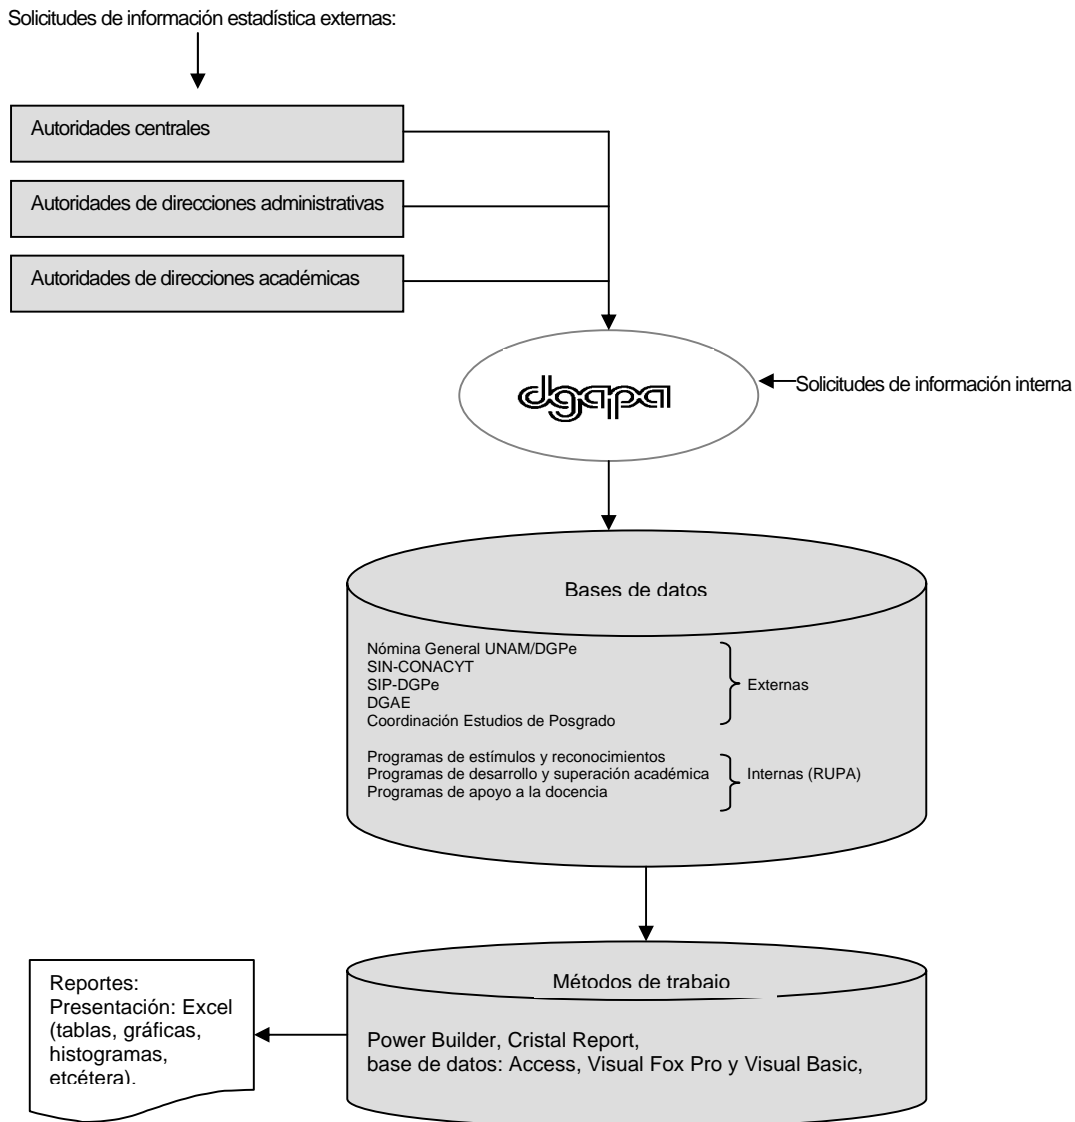 Solicitudes de información estadística externas:
Autoridades centrales
Autoridades de direcciones administrativas
Autoridades de direcciones académicas
dgapa
Solicitudes de información interna
Bases de datos
Nómina General UNAM/DGPe
SIN-CONACYT
SIP-DGPe
DGAE
Coordinación Estudios de Posgrado
Externas
Programas de estímulos y reconocimientos
Programas de desarrollo y superación académica
Programas de apoyo a la docencia
Internas (RUPA)
Métodos de trabajo
Power Builder, Cristal Report,
base de datos: Access, Visual Fox Pro y Visual Basic,
Reportes:
Presentación: Excel
(tablas, gráficas,
histogramas,
etcétera).